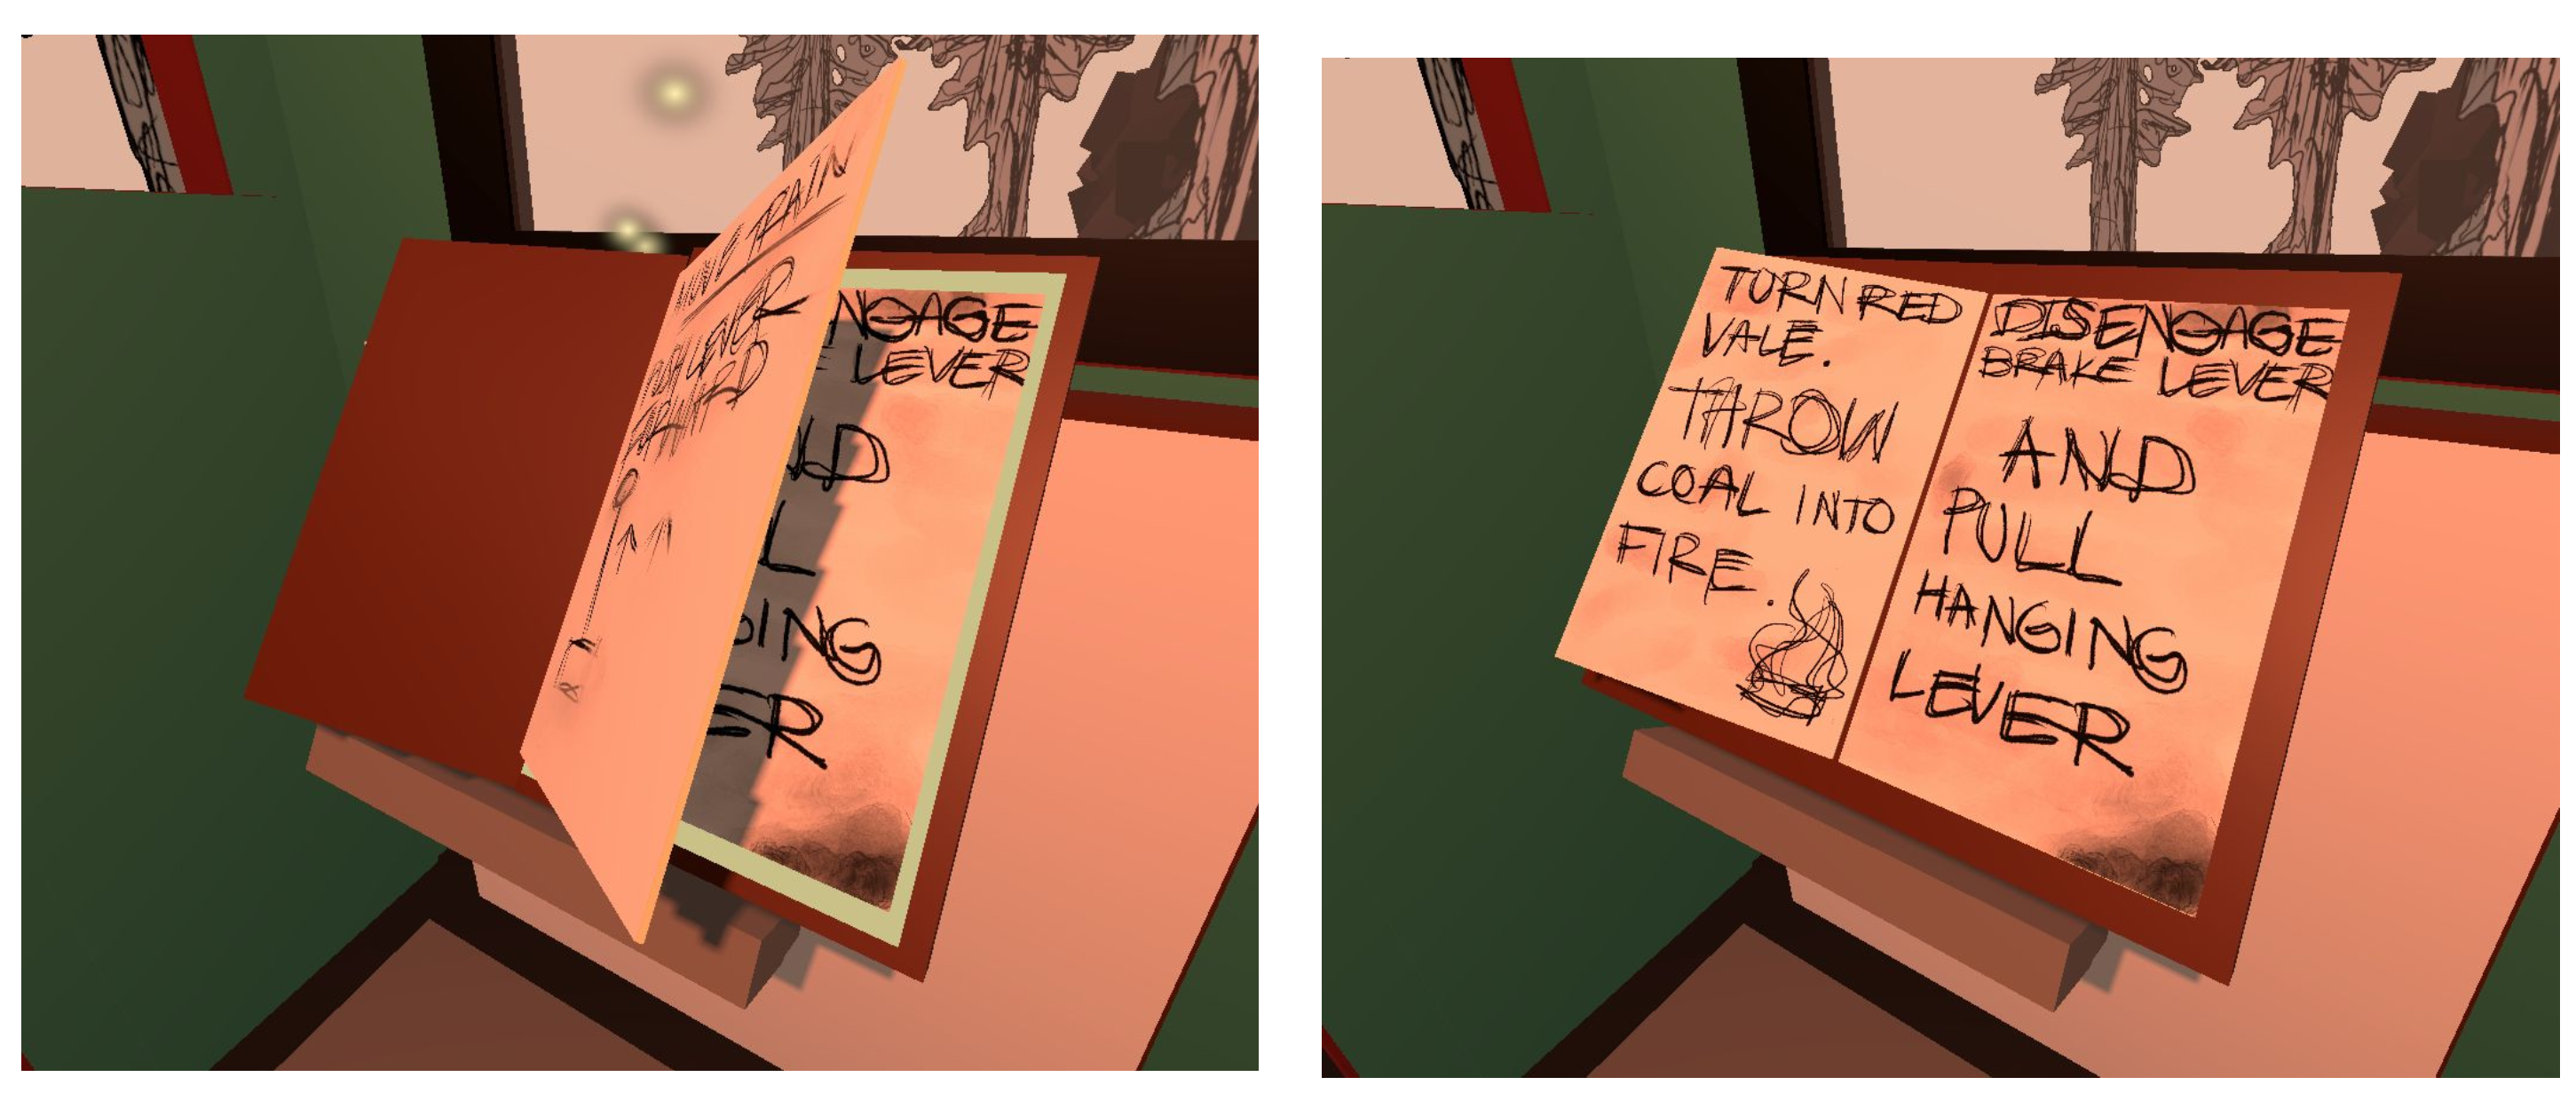 MOVE TRAIN
PUSH LEVER
FORWARD
NGAGE
E LEVER
ND
L
GING
ER
TURN RED
VALE.
THROW
COAL INTO
FIRE.
DISENGAGE
BRAKE LEVER
AND
PULL
HANGING
LEVER